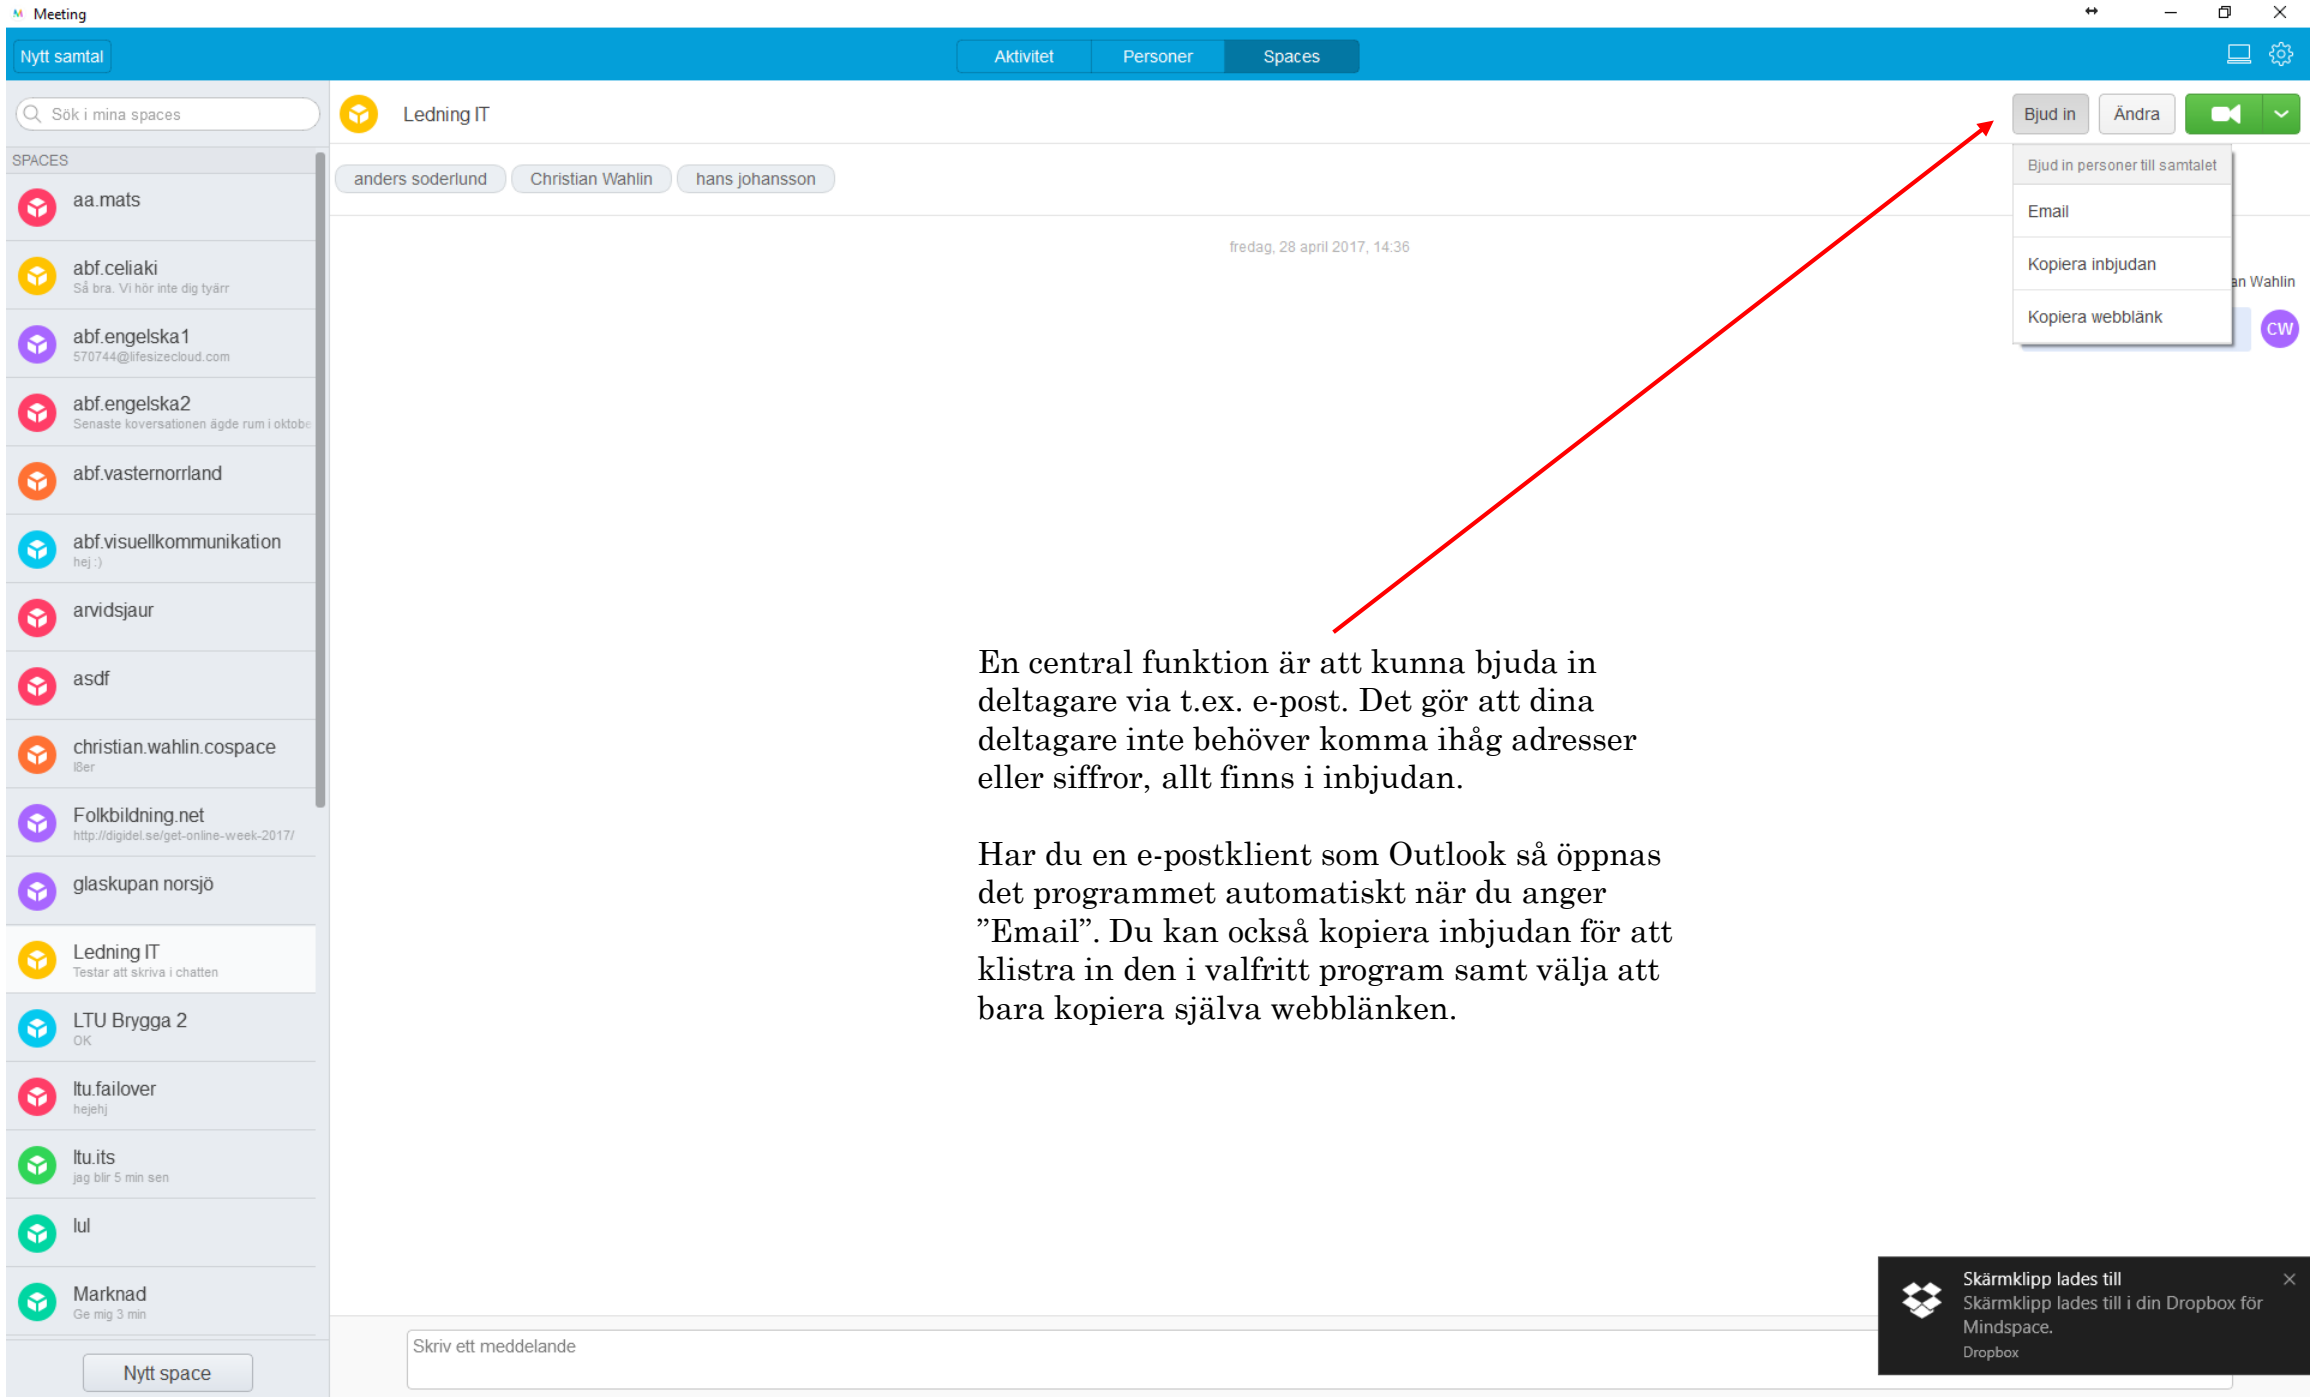 Meeting
Nytt samtal
Aktivitet Personer Spaces
Sök i mina spaces
Ledning IT
Bjud in Ändra
SPACES
anders soderlund Christian Wahlin hans johansson
Bjud in personer till samtalet
Email
Kopiera inbjudan
Kopiera webblänk
fredag, 28 april 2017, 14:36
an Wahlin
CW
aa.mats
abf.celiaki
Så bra. Vi hör inte dig tyärr
abf.engelska1
570744@lifesizecloud.com
abf.engelska2
Senaste koversationen ägde rum i oktobe
abf.vasternorrland
abf.visuellkommunikation
hej :)
arvidsjaur
asdf
christian.wahlin.cospace
l8er
Folkbildning.net
http://digidel.se/get-online-week-2017/
glaskupan norsjö
Ledning IT
Testar att skriva i chatten
LTU Brygga 2
OK
ltu.failover
hejehj
ltu.its
jag blir 5 min sen
lul
Marknad
Ge mig 3 min
Nytt space
En central funktion är att kunna bjuda in
deltagare via t.ex. e-post. Det gör att dina
deltagare inte behöver komma ihåg adresser
eller siffror, allt finns i inbjudan.
Har du en e-postklient som Outlook så öppnas
det programmet automatiskt när du anger
”Email”. Du kan också kopiera inbjudan för att
klistra in den i valfritt program samt välja att
bara kopiera själva webblänken.
Skriv ett meddelande
Skärmklipp lades till
Skärmklipp lades till i din Dropbox för
Mindspace.
Dropbox